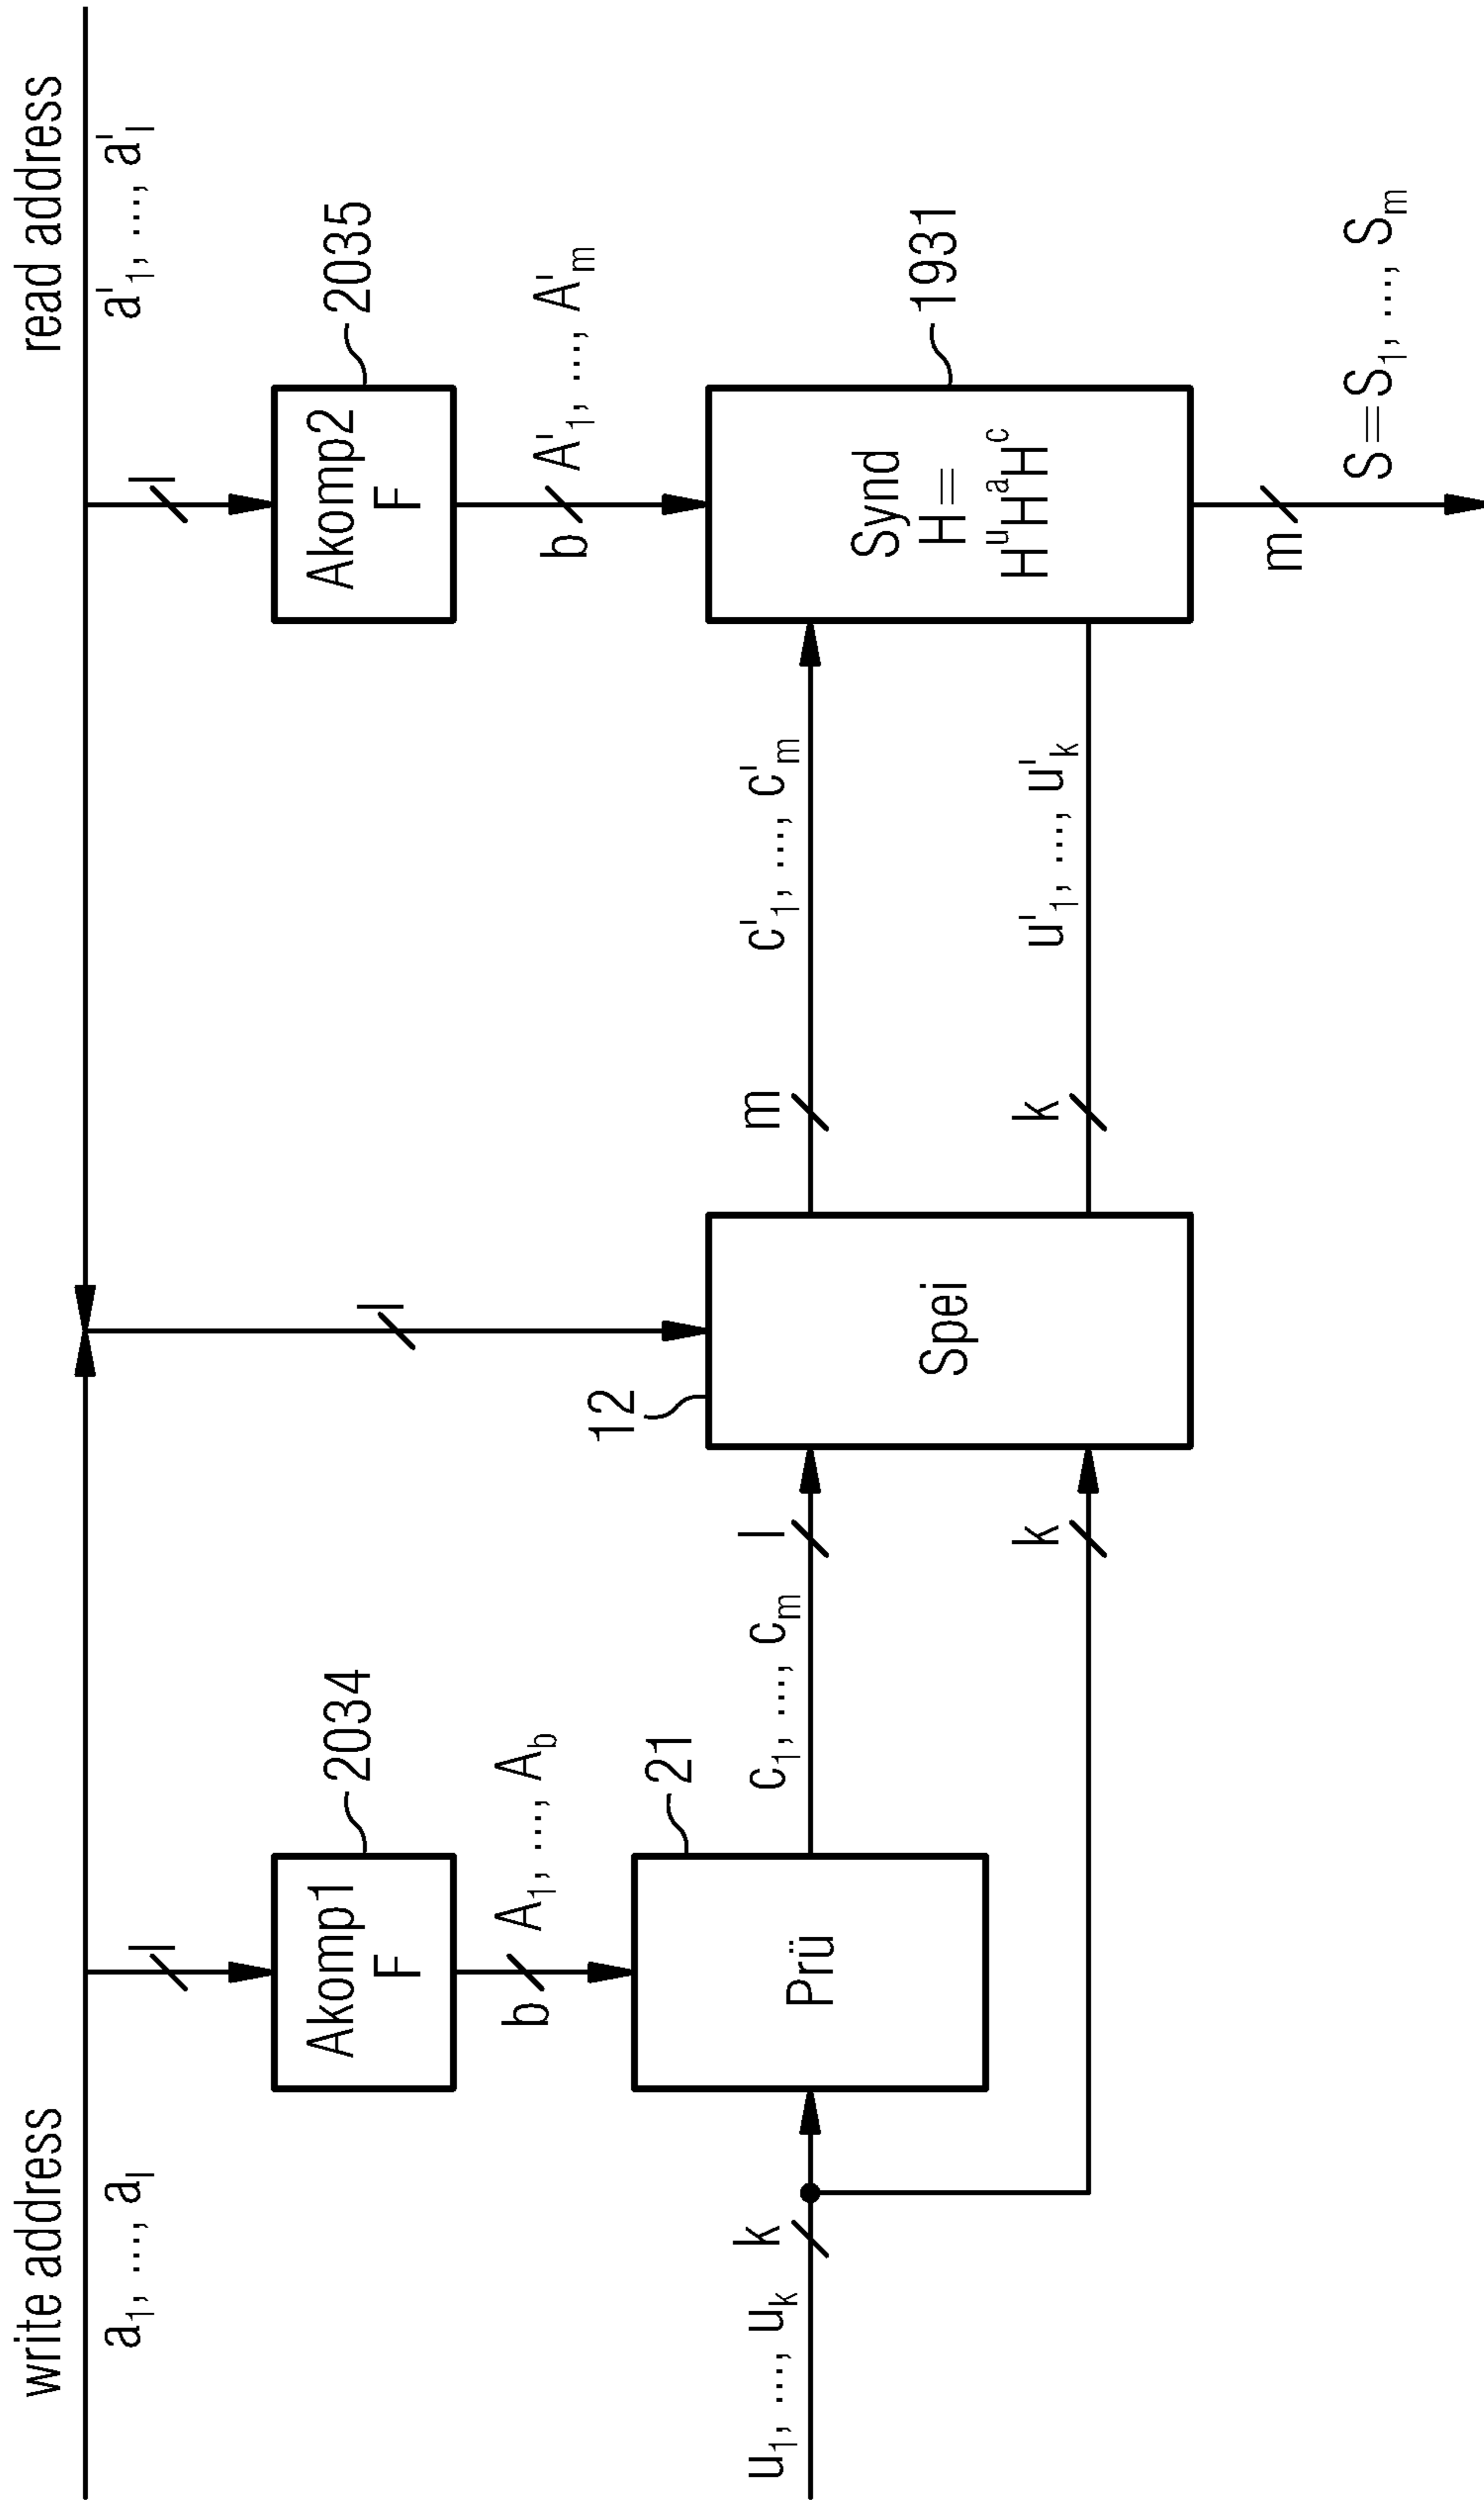 write address
read address
a1, ..., al
a'1, ..., a'l
l
l
Akomp1
F
2034
l
Akomp2
F
2035
b
A1, ..., Ab
b
A'1, ..., A'm
12
21
u1, ..., uk
k
Prü
c1, ..., cm
l
Spei
m
c'1, ..., c'm
Synd
H=
HᵘHᵃHᶜ
1931
k
k
u'1, ..., u'k
m
S=S1, ..., Sm